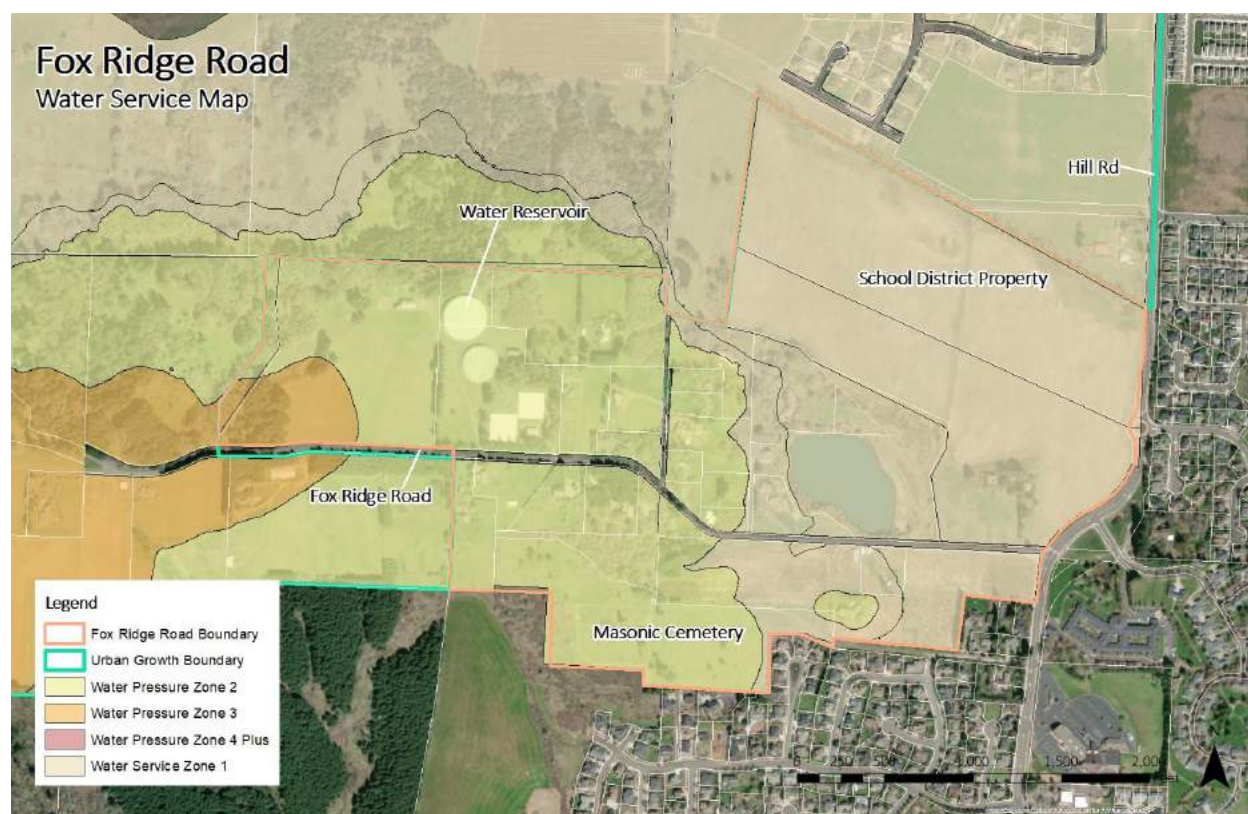 Fox Ridge Road
Water Service Map
Hill Rd
Water Reservoir
School District Property
Fox Ridge Road
Masonic Cemetery
Legend
Fox Ridge Road Boundary
Urban Growth Boundary
Water Pressure Zone 2
Water Pressure Zone 3
Water Pressure Zone 4 Plus
Water Service Zone 1
0 250 500 1,000 1,500 2,000